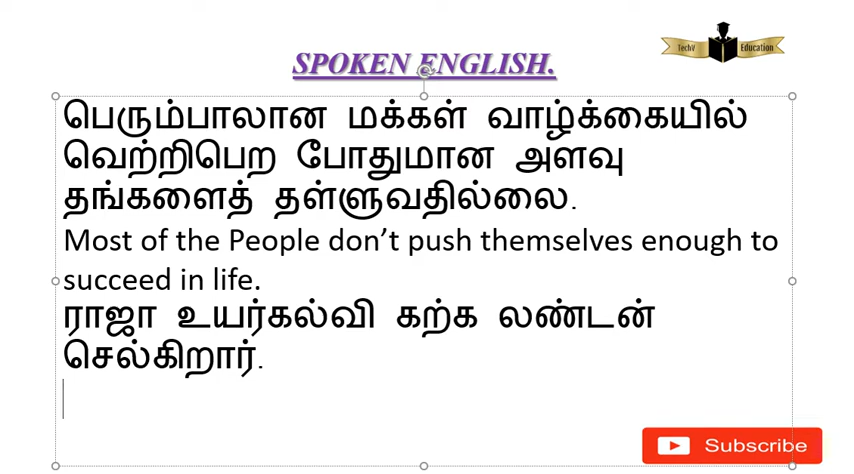 TechV Education
SPOKEN ENGLISH.
பெரும்பாலான மக்கள் வாழ்க்கையில்
வெற்றிபெற போதுமான அளவு
தங்களைத் தள்ளுவதில்லை.
Most of the People don't push themselves enough to
succeed in life.
ராஜா உயர்கல்வி கற்க லண்டன்
செல்கிறார்.
Subscribe